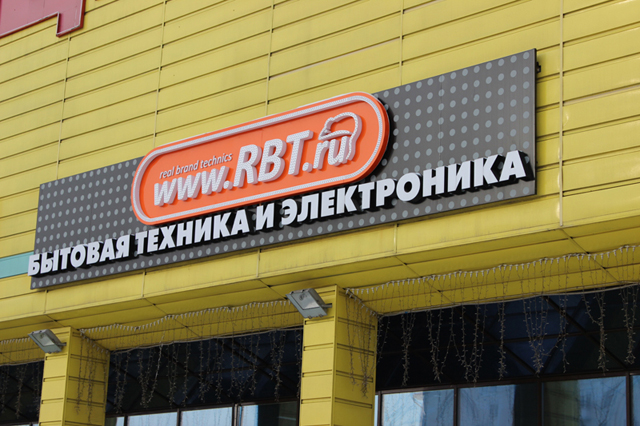 real brand technics
www.RBT.ru
БЫТОВАЯ ТЕХНИКА И ЭЛЕКТРОНИКА